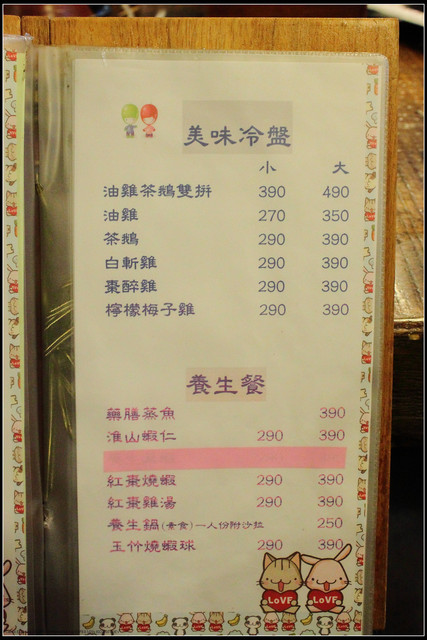 美味冷盤
小 大
油雞茶鵝雙拼 390 490
油雞 270 350
茶鵝 290 390
白斬雞 290 390
棗醉雞 290 390
檸檬梅子雞 290 390
養生餐
藥膳蒸魚 390
淮山蝦仁 290 390
紅棗燒蝦 290 390
紅棗雞湯 290 390
養生鍋(素食)一人份附沙拉 250
玉竹燒蝦球 290 390
LOVE LOVE